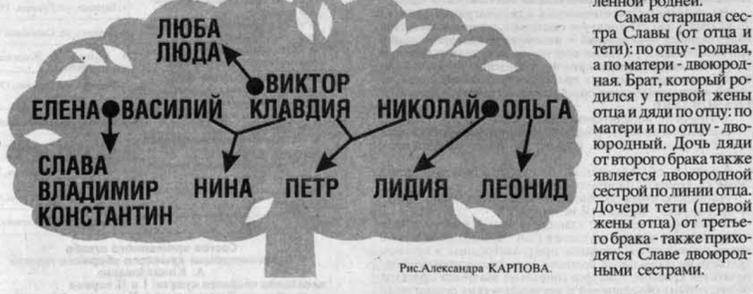 ЛЮБА
ЛЮДА
ВИКТОР
ЕЛЕНА ВАСИЛИЙ КЛАВДИЯ НИКОЛАЙ ОЛЬГА
СЛАВА
ВЛАДИМИР
КОНСТАНТИН
НИНА ПЕТР ЛИДИЯ ЛЕОНИД
Рис.Александра КАРПОВА.
ленной родней.
Самая старшая сес-
тра Славы (от отца и
тети): по отцу - родная,
а по матери - двоюрод-
ная. Брат, который ро-
дился у первой жены
отца и дяди по отцу: по
матери и по отцу - дво-
юродный. Дочь дяди
от второго брака также
является двоюродной
сестрой по линии отца.
Дочери тети (первой
жены отца) от третье-
го брака - также прихо-
дятся Славе двоюрод-
ными сестрами.